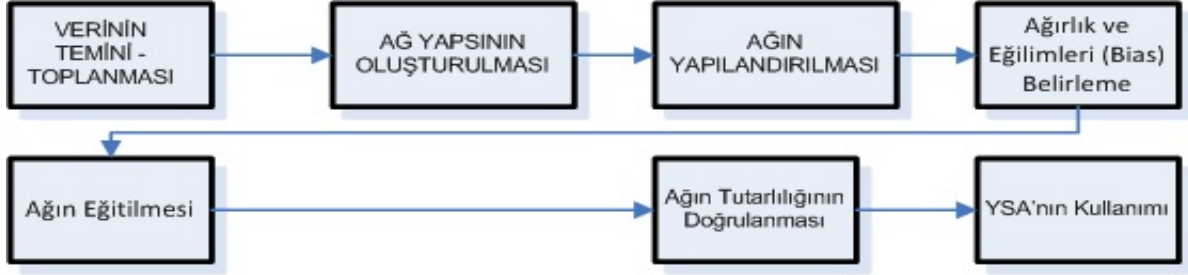 VERİNİN
TEMİNİ -
TOPLANMASI
AĞ YAPSININ
OLUŞTURULMASI
AĞIN
YAPILANDIRILMASI
Ağırlık ve
Eğilimleri (Bias)
Belirleme
Ağın Eğitilmesi
Ağın Tutarlılığının
Doğrulanması
YSA'nın Kullanımı